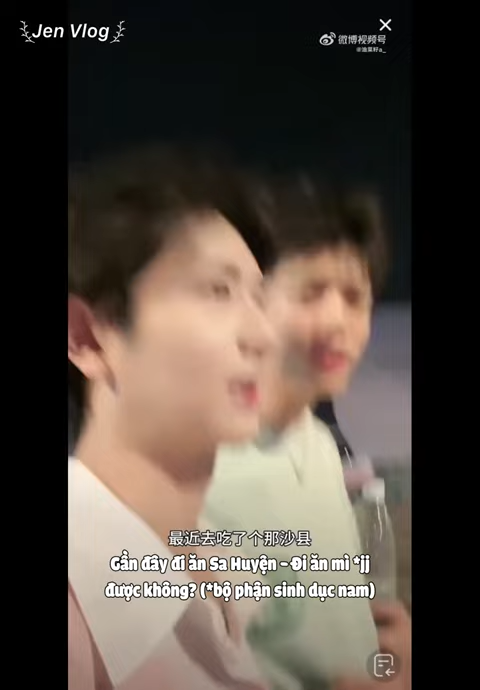 Jen Vlog
微博视频号
最近去吃了个那沙县
Gần đây đi ăn Sa Huyện - Đi ăn mì *jj
được không? (*bộ phận sinh dục nam)